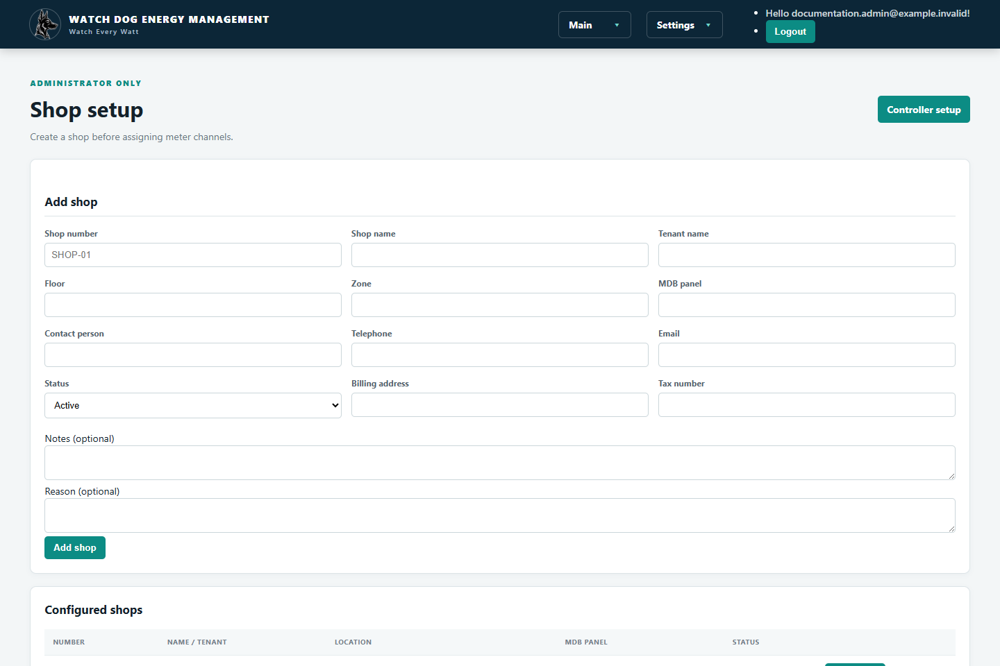 WATCH DOG ENERGY MANAGEMENT
Watch Every Watt
Main
Settings
Hello documentation.admin@example.invalid!
Logout
ADMINISTRATOR ONLY
Shop setup
Controller setup
Create a shop before assigning meter channels.
Add shop
Shop number Shop name Tenant name
SHOP-01
Floor Zone MDB panel
Contact person Telephone Email
Status Billing address Tax number
Active
Notes (optional)
Reason (optional)
Add shop
Configured shops
NUMBER NAME / TENANT LOCATION MDB PANEL STATUS